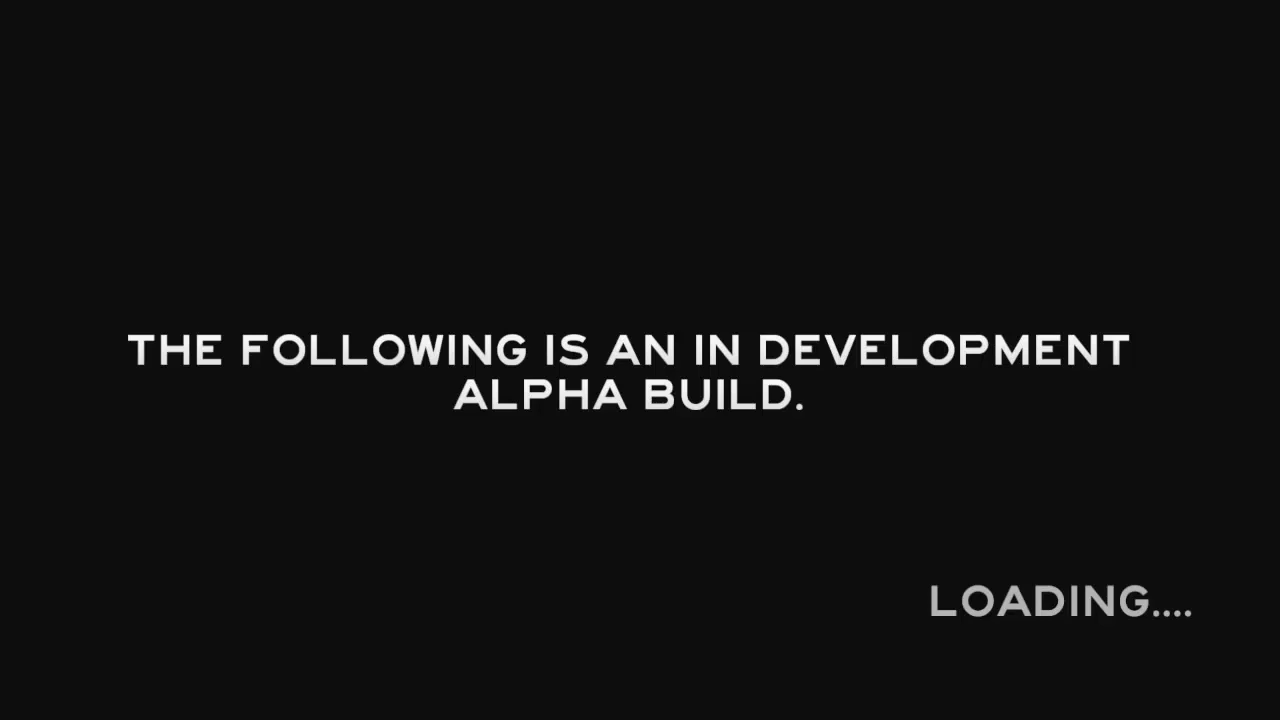 THE FOLLOWING IS AN IN DEVELOPMENT
ALPHA BUILD.
LOADING....